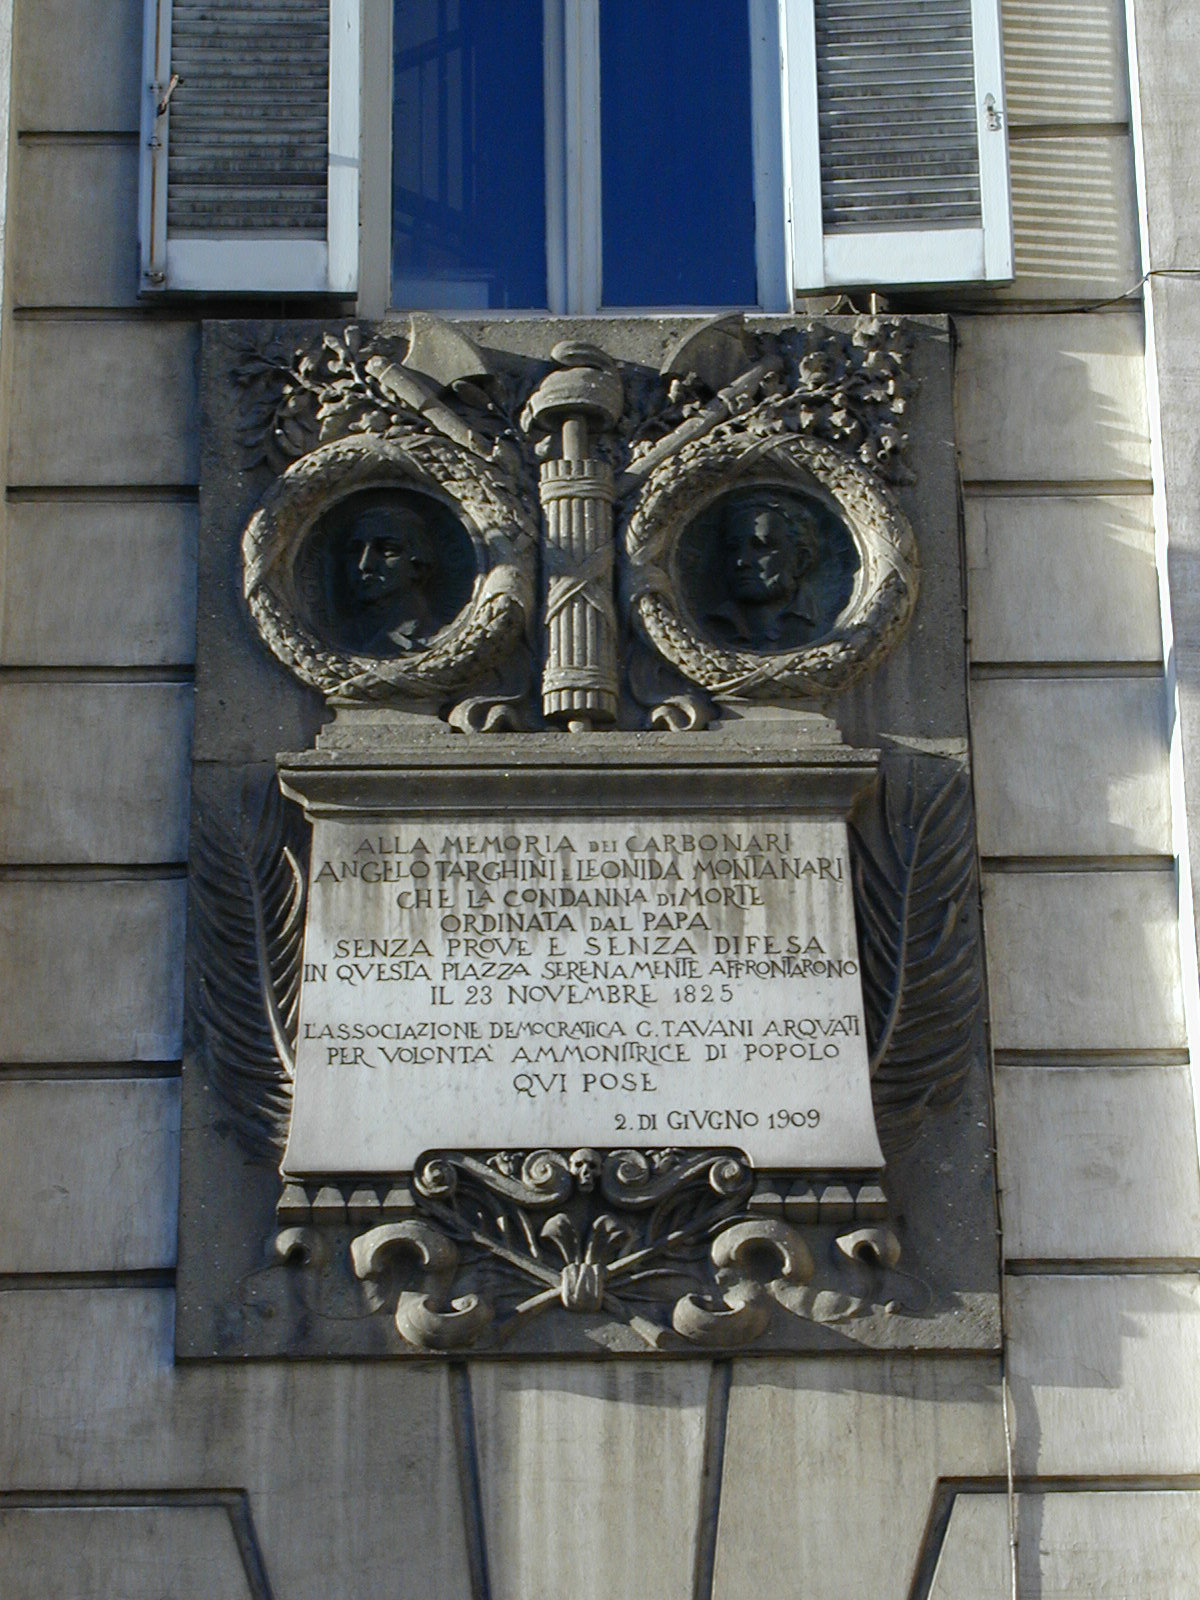 ALLA MEMORIA DEI CARBONARI
ANGELO TARGHINI E LEONIDA MONTANARI
CHE LA CONDANNA DI MORTE
ORDINATA DAL PAPA
SENZA PROVE E SENZA DIFESA
IN QVESTA PIAZZA SERENAMENTE AFFRONTARONO
IL 23 NOVEMBRE 1825
L'ASSOCIAZIONE DEMOCRATICA G. TAVANI ARQVATI
PER VOLONTA' AMMONITRICE DI POPOLO
QVI POSE
2. DI GIVGNO 1909